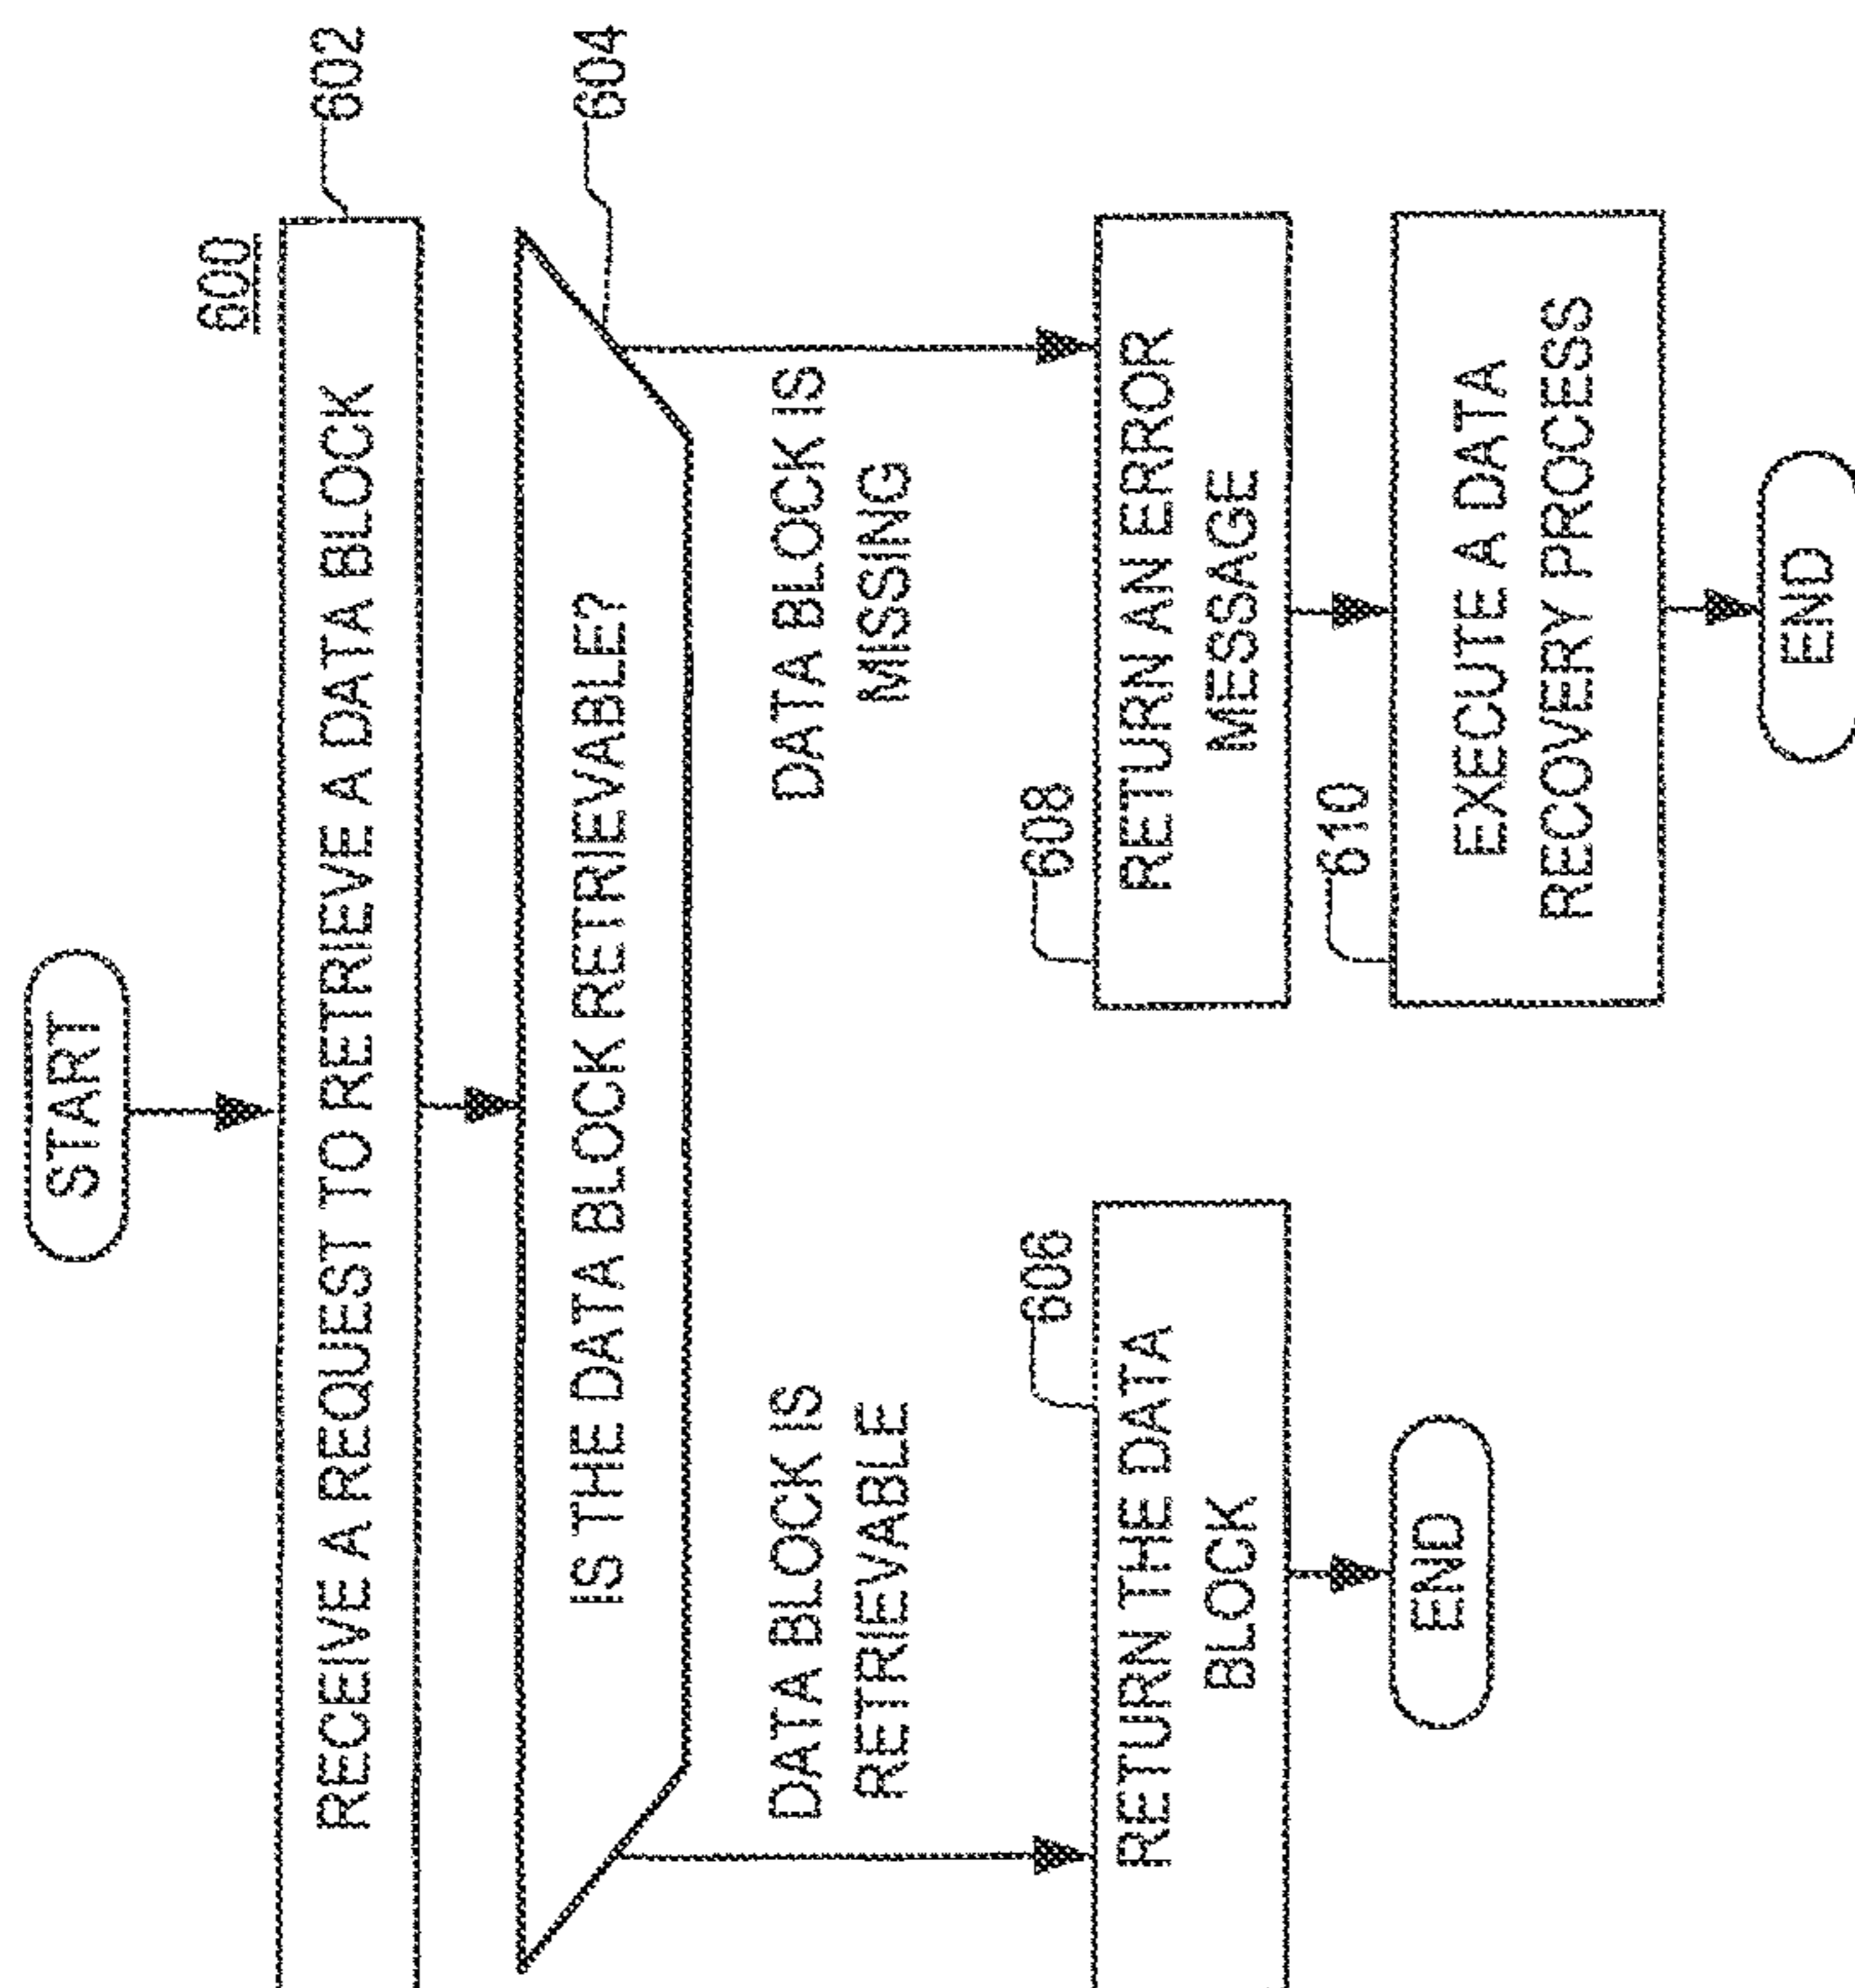 START
600
RECEIVE A REQUEST TO RETRIEVE A DATA BLOCK
602
IS THE DATA BLOCK RETRIEVABLE?
604
DATA BLOCK IS
RETRIEVABLE
DATA BLOCK IS
MISSING
606
RETURN THE DATA
BLOCK
END
608
RETURN AN ERROR
MESSAGE
610
EXECUTE A DATA
RECOVERY PROCESS
END